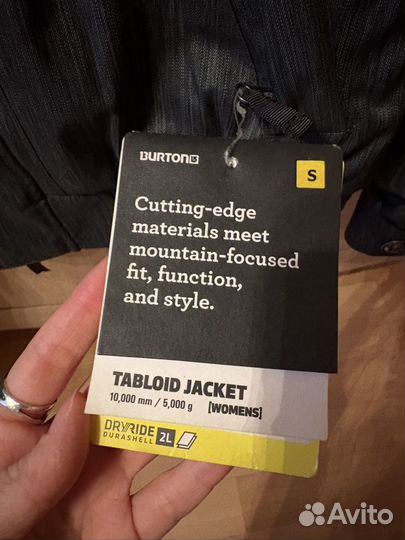 BURTON
S
Cutting-edge
materials meet
mountain-focused
fit, function,
and style.
TABLOID JACKET
10,000 mm / 5,000 g [WOMENS]
DRYRIDE
DURASHELL 2L
Avito